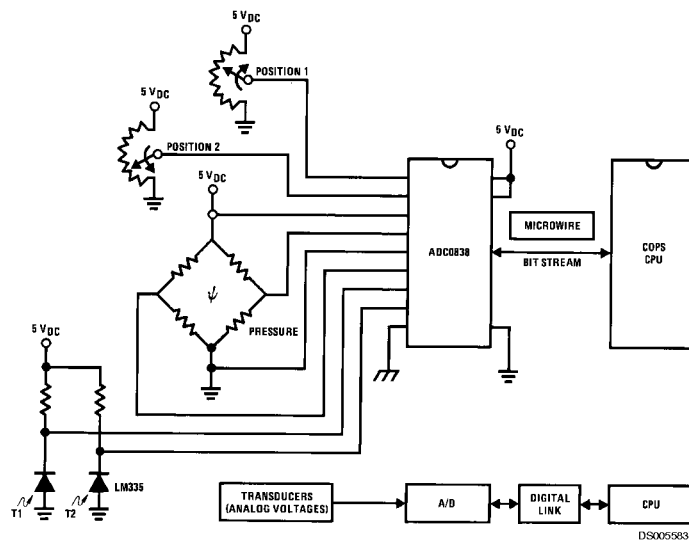 5 VDC
POSITION 1
5 VDC
POSITION 2
5 VDC
5 VDC
ADC0838
MICROWIRE
BIT STREAM
COPS
CPU
ψ
PRESSURE
5 VDC
T1
T2
LM335
TRANSDUCERS
(ANALOG VOLTAGES)
A/D
DIGITAL
LINK
CPU
DS005583